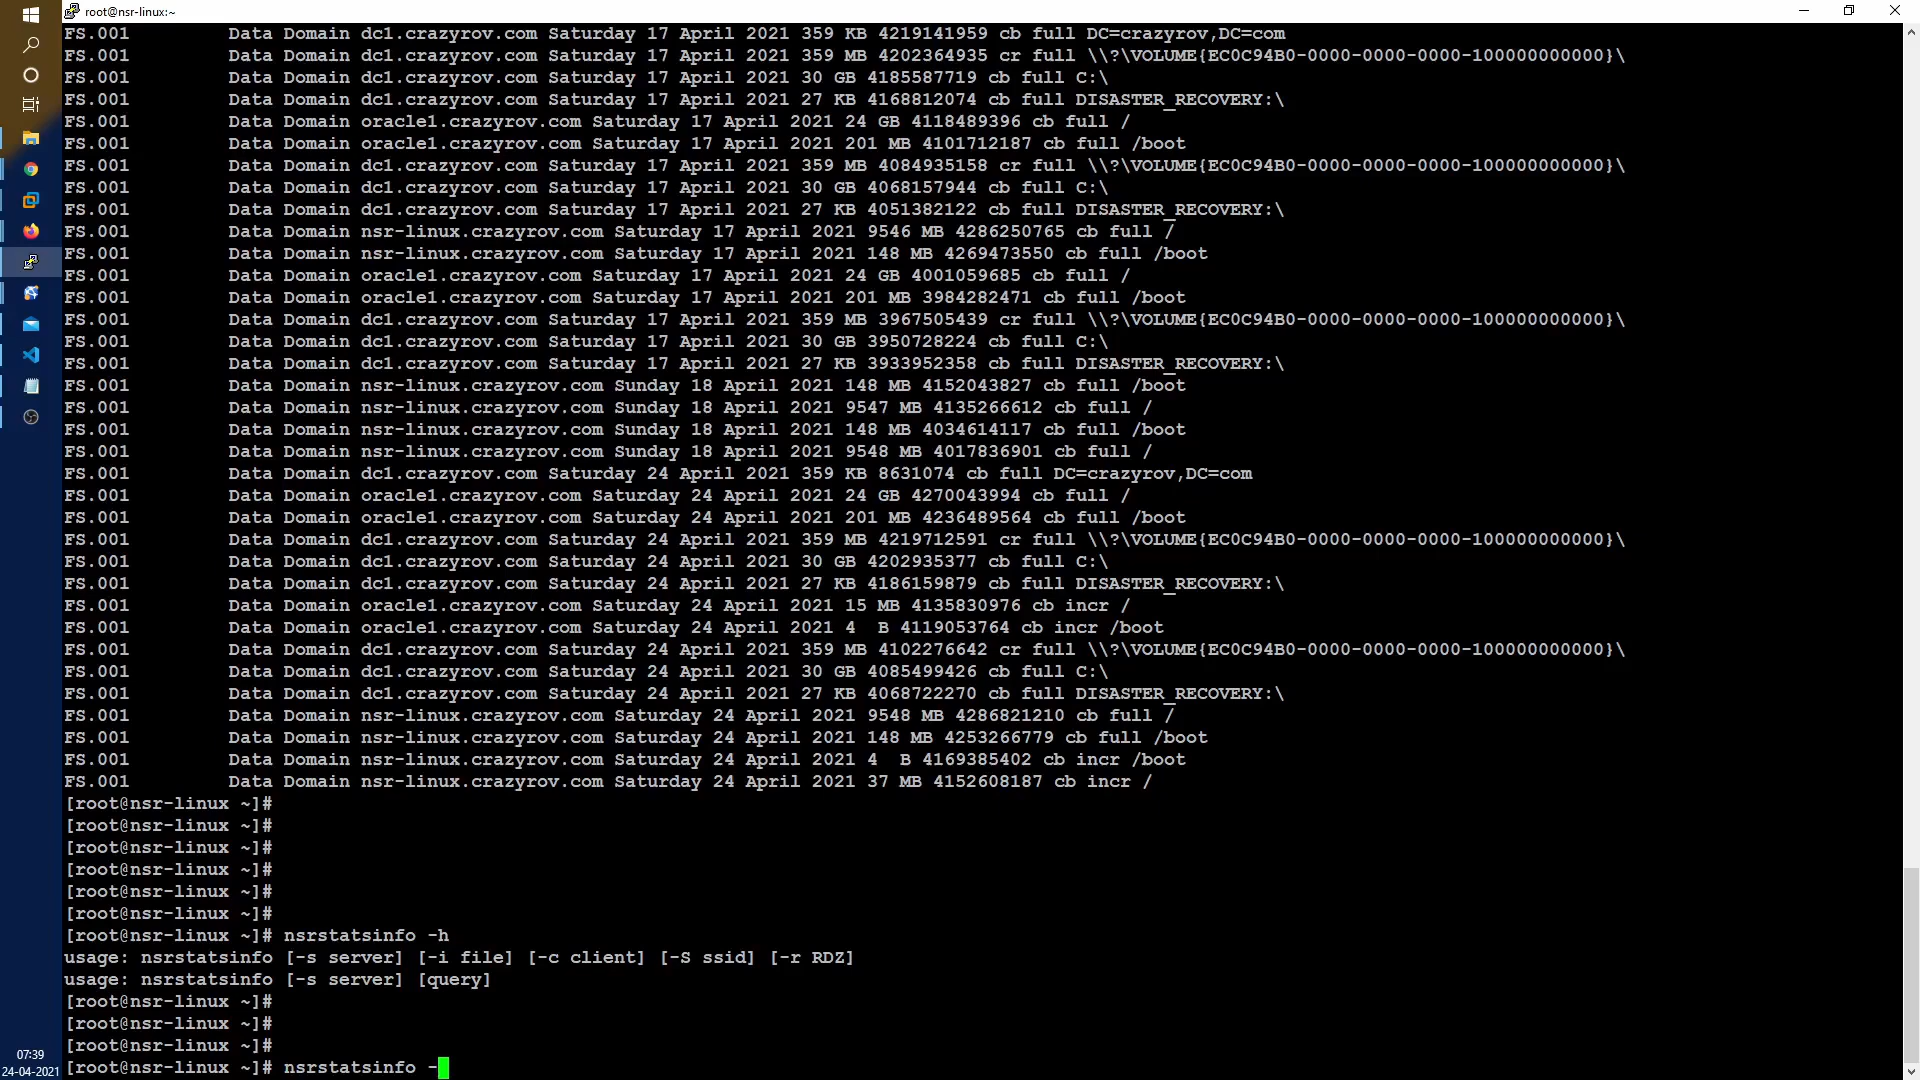 root@nsr-linux:~
FS.001         Data Domain dc1.crazyrov.com Saturday 17 April 2021 359 KB 4219141959 cb full DC=crazyrov,DC=com
FS.001         Data Domain dc1.crazyrov.com Saturday 17 April 2021 359 MB 4202364935 cr full \\?\VOLUME{EC0C94B0-0000-0000-0000-100000000000}\
FS.001         Data Domain dc1.crazyrov.com Saturday 17 April 2021 30 GB 4185587719 cb full C:\
FS.001         Data Domain dc1.crazyrov.com Saturday 17 April 2021 27 KB 4168812074 cb full DISASTER_RECOVERY:\
FS.001         Data Domain oracle1.crazyrov.com Saturday 17 April 2021 24 GB 4118489396 cb full /
FS.001         Data Domain oracle1.crazyrov.com Saturday 17 April 2021 201 MB 4101712187 cb full /boot
FS.001         Data Domain dc1.crazyrov.com Saturday 17 April 2021 359 MB 4084935158 cr full \\?\VOLUME{EC0C94B0-0000-0000-0000-100000000000}\
FS.001         Data Domain dc1.crazyrov.com Saturday 17 April 2021 30 GB 4068157944 cb full C:\
FS.001         Data Domain dc1.crazyrov.com Saturday 17 April 2021 27 KB 4051382122 cb full DISASTER_RECOVERY:\
FS.001         Data Domain nsr-linux.crazyrov.com Saturday 17 April 2021 9546 MB 4286250765 cb full /
FS.001         Data Domain nsr-linux.crazyrov.com Saturday 17 April 2021 148 MB 4269473550 cb full /boot
FS.001         Data Domain oracle1.crazyrov.com Saturday 17 April 2021 24 GB 4001059685 cb full /
FS.001         Data Domain oracle1.crazyrov.com Saturday 17 April 2021 201 MB 3984282471 cb full /boot
FS.001         Data Domain dc1.crazyrov.com Saturday 17 April 2021 359 MB 3967505439 cr full \\?\VOLUME{EC0C94B0-0000-0000-0000-100000000000}\
FS.001         Data Domain dc1.crazyrov.com Saturday 17 April 2021 30 GB 3950728224 cb full C:\
FS.001         Data Domain dc1.crazyrov.com Saturday 17 April 2021 27 KB 3933952358 cb full DISASTER_RECOVERY:\
FS.001         Data Domain nsr-linux.crazyrov.com Sunday 18 April 2021 148 MB 4152043827 cb full /boot
FS.001         Data Domain nsr-linux.crazyrov.com Sunday 18 April 2021 9547 MB 4135266612 cb full /
FS.001         Data Domain nsr-linux.crazyrov.com Sunday 18 April 2021 148 MB 4034614117 cb full /boot
FS.001         Data Domain nsr-linux.crazyrov.com Sunday 18 April 2021 9548 MB 4017836901 cb full /
FS.001         Data Domain dc1.crazyrov.com Saturday 24 April 2021 359 KB 8631074 cb full DC=crazyrov,DC=com
FS.001         Data Domain oracle1.crazyrov.com Saturday 24 April 2021 24 GB 4270043994 cb full /
FS.001         Data Domain oracle1.crazyrov.com Saturday 24 April 2021 201 MB 4236489564 cb full /boot
FS.001         Data Domain dc1.crazyrov.com Saturday 24 April 2021 359 MB 4219712591 cr full \\?\VOLUME{EC0C94B0-0000-0000-0000-100000000000}\
FS.001         Data Domain dc1.crazyrov.com Saturday 24 April 2021 30 GB 4202935377 cb full C:\
FS.001         Data Domain dc1.crazyrov.com Saturday 24 April 2021 27 KB 4186159879 cb full DISASTER_RECOVERY:\
FS.001         Data Domain oracle1.crazyrov.com Saturday 24 April 2021 15 MB 4135830976 cb incr /
FS.001         Data Domain oracle1.crazyrov.com Saturday 24 April 2021 4  B 4119053764 cb incr /boot
FS.001         Data Domain dc1.crazyrov.com Saturday 24 April 2021 359 MB 4102276642 cr full \\?\VOLUME{EC0C94B0-0000-0000-0000-100000000000}\
FS.001         Data Domain dc1.crazyrov.com Saturday 24 April 2021 30 GB 4085499426 cb full C:\
FS.001         Data Domain dc1.crazyrov.com Saturday 24 April 2021 27 KB 4068722270 cb full DISASTER_RECOVERY:\
FS.001         Data Domain nsr-linux.crazyrov.com Saturday 24 April 2021 9548 MB 4286821210 cb full /
FS.001         Data Domain nsr-linux.crazyrov.com Saturday 24 April 2021 148 MB 4253266779 cb full /boot
FS.001         Data Domain nsr-linux.crazyrov.com Saturday 24 April 2021 4  B 4169385402 cb incr /boot
FS.001         Data Domain nsr-linux.crazyrov.com Saturday 24 April 2021 37 MB 4152608187 cb incr /
[root@nsr-linux ~]#
[root@nsr-linux ~]#
[root@nsr-linux ~]#
[root@nsr-linux ~]#
[root@nsr-linux ~]#
[root@nsr-linux ~]#
[root@nsr-linux ~]# nsrstatsinfo -h
usage: nsrstatsinfo [-s server] [-i file] [-c client] [-S ssid] [-r RDZ]
usage: nsrstatsinfo [-s server] [query]
[root@nsr-linux ~]#
[root@nsr-linux ~]#
[root@nsr-linux ~]#
[root@nsr-linux ~]# nsrstatsinfo -
07:39
24-04-2021